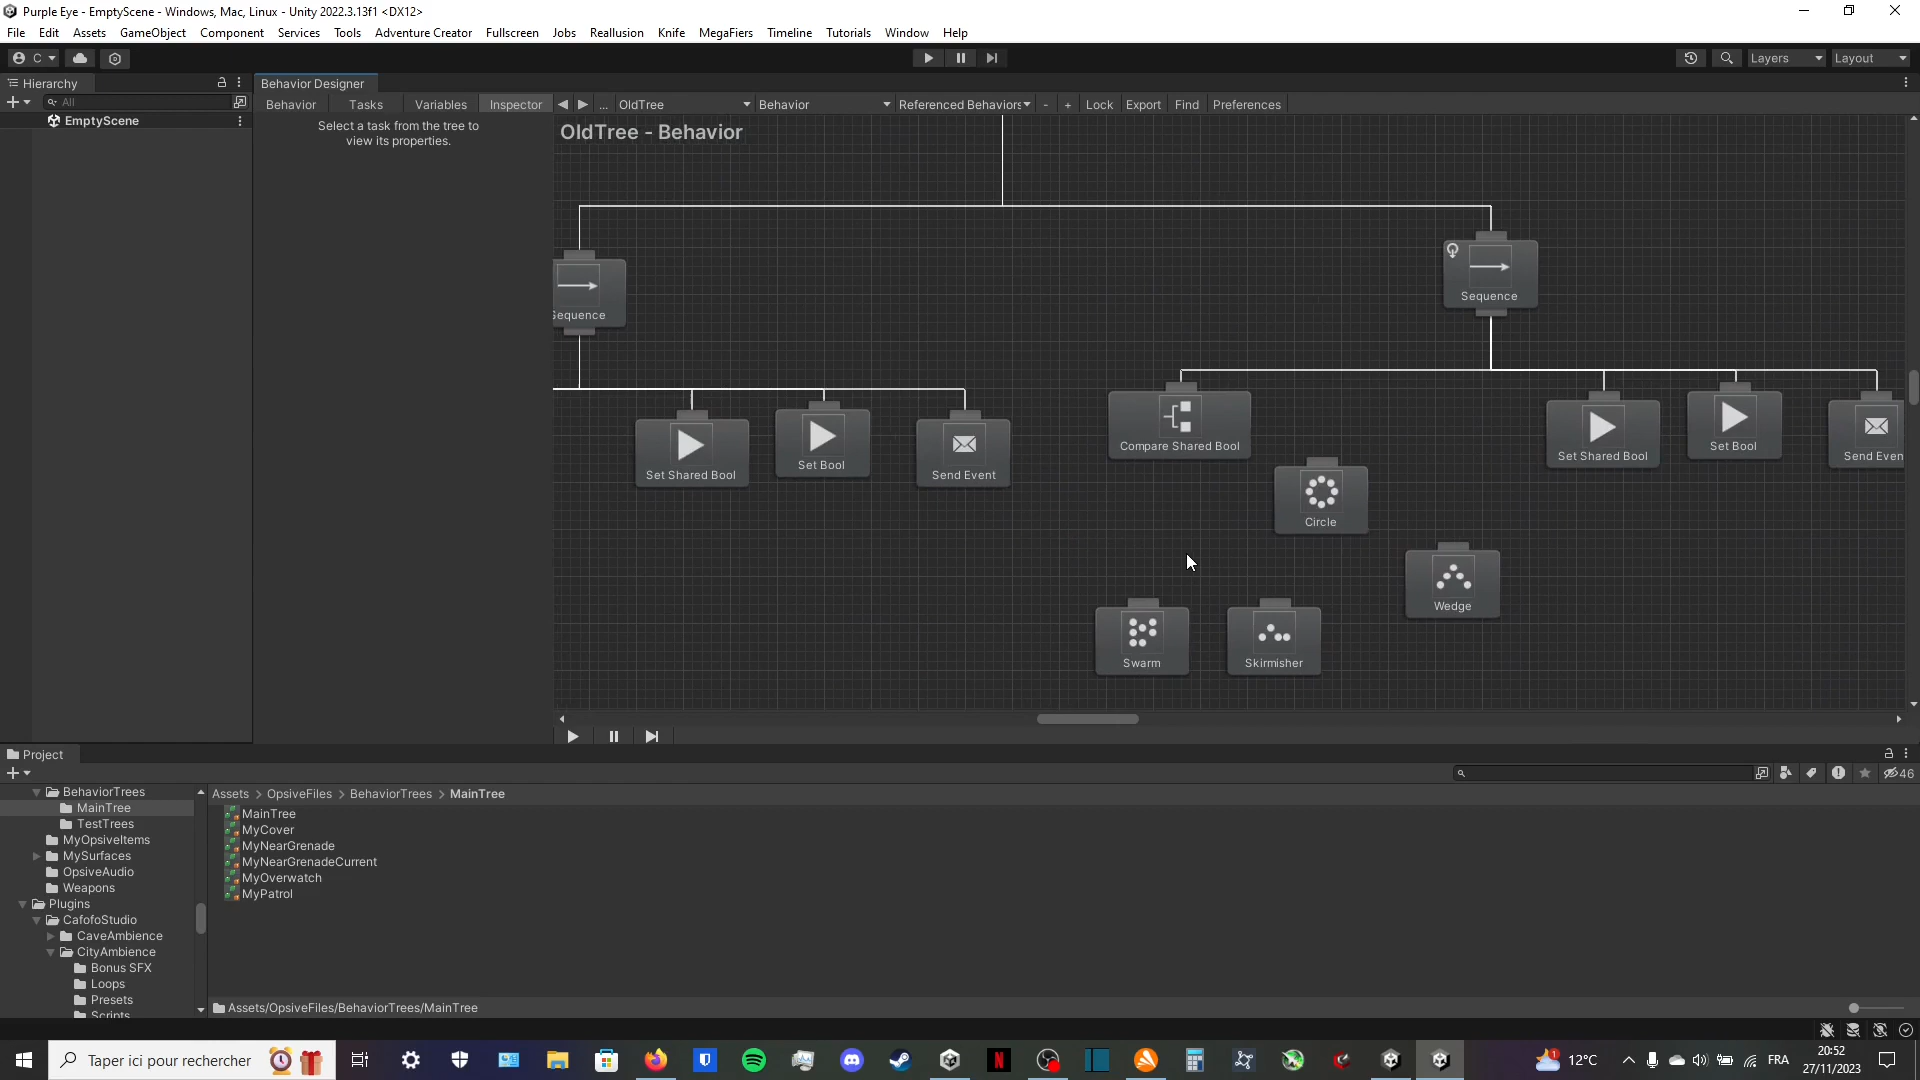 Purple Eye - EmptyScene - Windows, Mac, Linux - Unity 2022.3.13f1 <DX12>
File Edit Assets GameObject Component Services Tools Adventure Creator Fullscreen Jobs Reallusion Knife MegaFiers Timeline Tutorials Window Help
C Layers Layout
Hierarchy
All
EmptyScene
Behavior Designer
Behavior Tasks Variables Inspector ... OldTree Behavior Referenced Behaviors - + Lock Export Find Preferences
Select a task from the tree to
view its properties.
OldTree - Behavior
Sequence
Sequence
Compare Shared Bool
Set Shared Bool
Set Bool
Send Event
Set Shared Bool
Set Bool
Send Even
Circle
Wedge
Swarm
Skirmisher
Project
46
BehaviorTrees
MainTree
TestTrees
MyOpsiveItems
MySurfaces
OpsiveAudio
Weapons
Plugins
CafofoStudio
CaveAmbience
CityAmbience
Bonus SFX
Loops
Presets
Scripts
Assets > OpsiveFiles > BehaviorTrees > MainTree
MainTree
MyCover
MyNearGrenade
MyNearGrenadeCurrent
MyOverwatch
MyPatrol
Assets/OpsiveFiles/BehaviorTrees/MainTree
Taper ici pour rechercher
1
12°C
FRA
20:52
27/11/2023